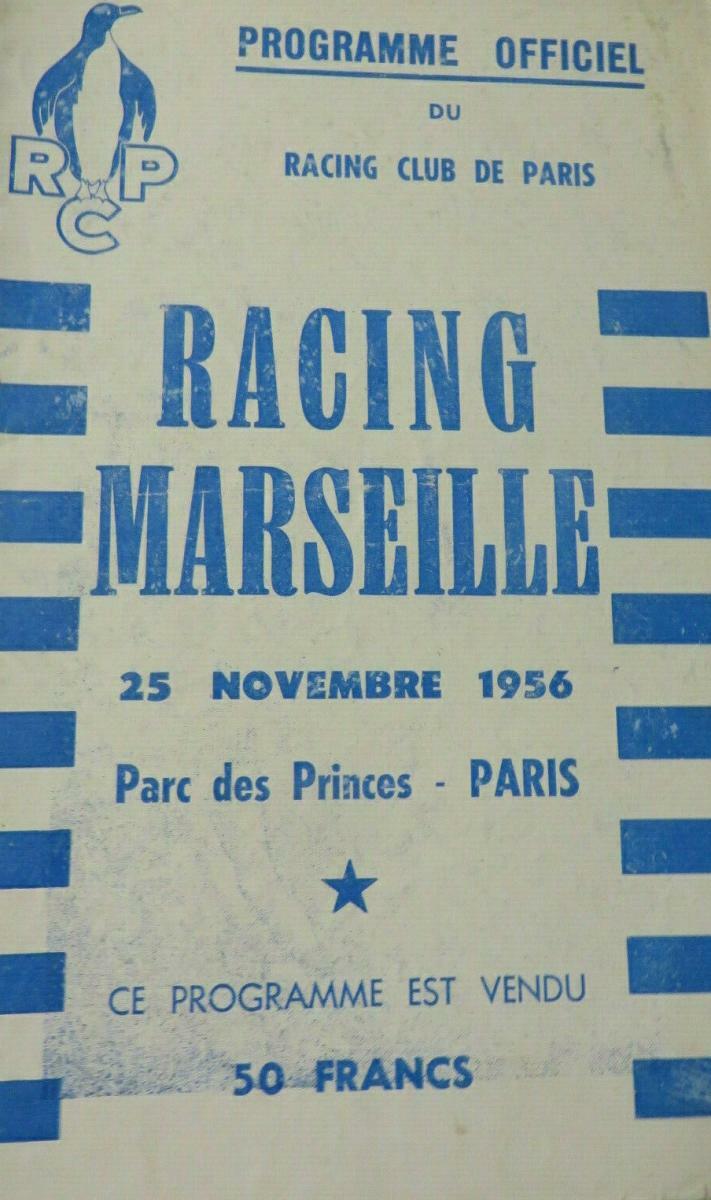 PROGRAMME OFFICIEL
DU
RACING CLUB DE PARIS
R P
C
RACING
MARSEILLE
25 NOVEMBRE 1956
Parc des Princes - PARIS
CE PROGRAMME EST VENDU
50 FRANCS